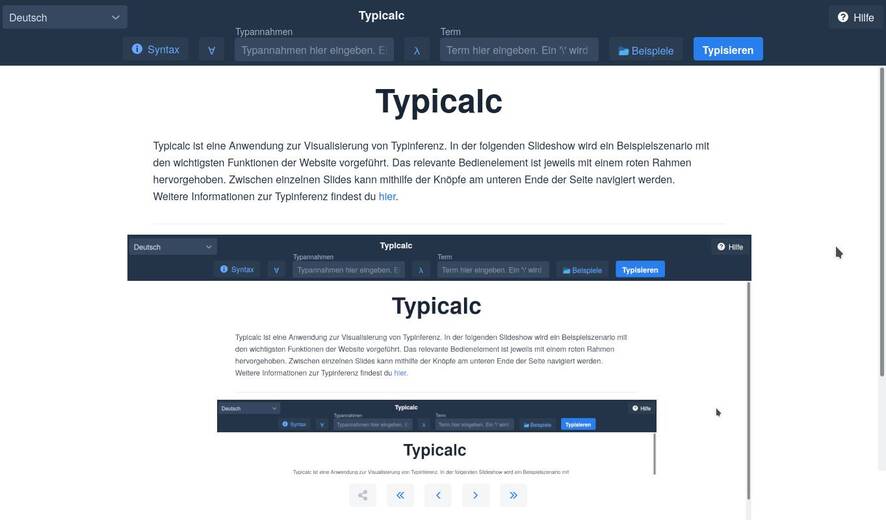 Deutsch
Typicalc
Hilfe
Typannahmen
Term
Syntax
∀
Typannahmen hier eingeben. E
λ
Term hier eingeben. Ein '\' wird
Beispiele
Typisieren
Typicalc
Typicalc ist eine Anwendung zur Visualisierung von Typinferenz. In der folgenden Slideshow wird ein Beispielszenario mit
den wichtigsten Funktionen der Website vorgeführt. Das relevante Bedienelement ist jeweils mit einem roten Rahmen
hervorgehoben. Zwischen einzelnen Slides kann mithilfe der Knöpfe am unteren Ende der Seite navigiert werden.
Weitere Informationen zur Typinferenz findest du hier.
Deutsch
Typicalc
Hilfe
Typannahmen
Term
Syntax
∀
Typannahmen hier eingeben. E
λ
Term hier eingeben. Ein '\' wird
Beispiele
Typisieren
Typicalc
Typicalc ist eine Anwendung zur Visualisierung von Typinferenz. In der folgenden Slideshow wird ein Beispielszenario mit
den wichtigsten Funktionen der Website vorgeführt. Das relevante Bedienelement ist jeweils mit einem roten Rahmen
hervorgehoben. Zwischen einzelnen Slides kann mithilfe der Knöpfe am unteren Ende der Seite navigiert werden.
Weitere Informationen zur Typinferenz findest du hier.
Deutsch
Typicalc
Hilfe
Typannahmen
Term
Syntax
∀
Typannahmen hier eingeben.
λ
Term hier eingeben. Ein '\' wird
Beispiele
Typisieren
Typicalc
Typicalc ist eine Anwendung zur Visualisierung von Typinferenz. In der folgenden Slideshow wird ein Beispielszenario mit